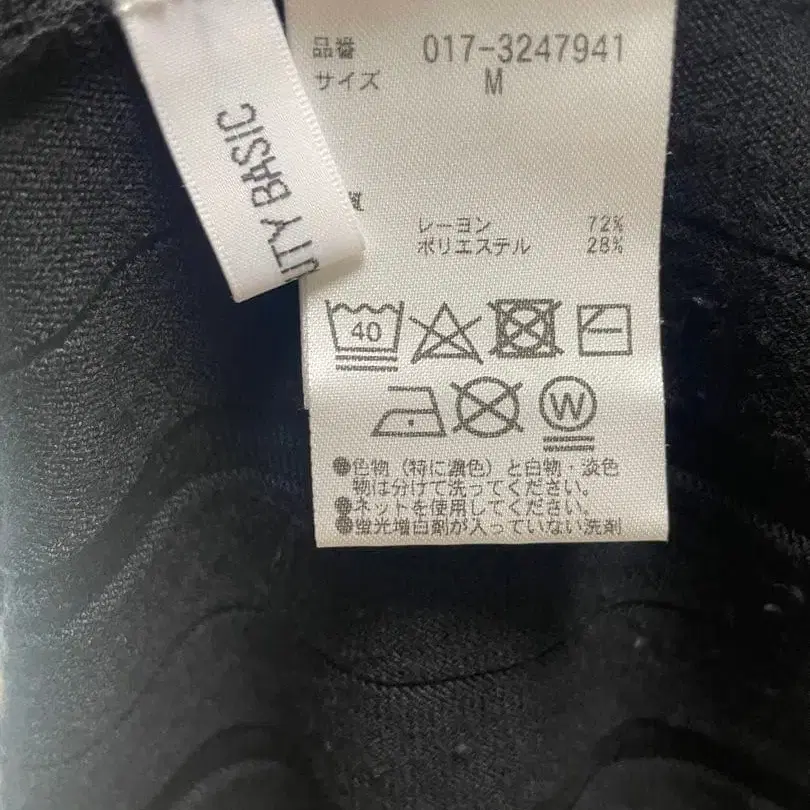 品番 017-3247941
サイズ M
UTY BASIC
レーヨン 72%
ポリエステル 28%
40
W
●色物（特に濃色）と白物・淡色
物は分けて洗ってください。
●ネットを使用してください。
●蛍光増白剤が入っていない洗剤